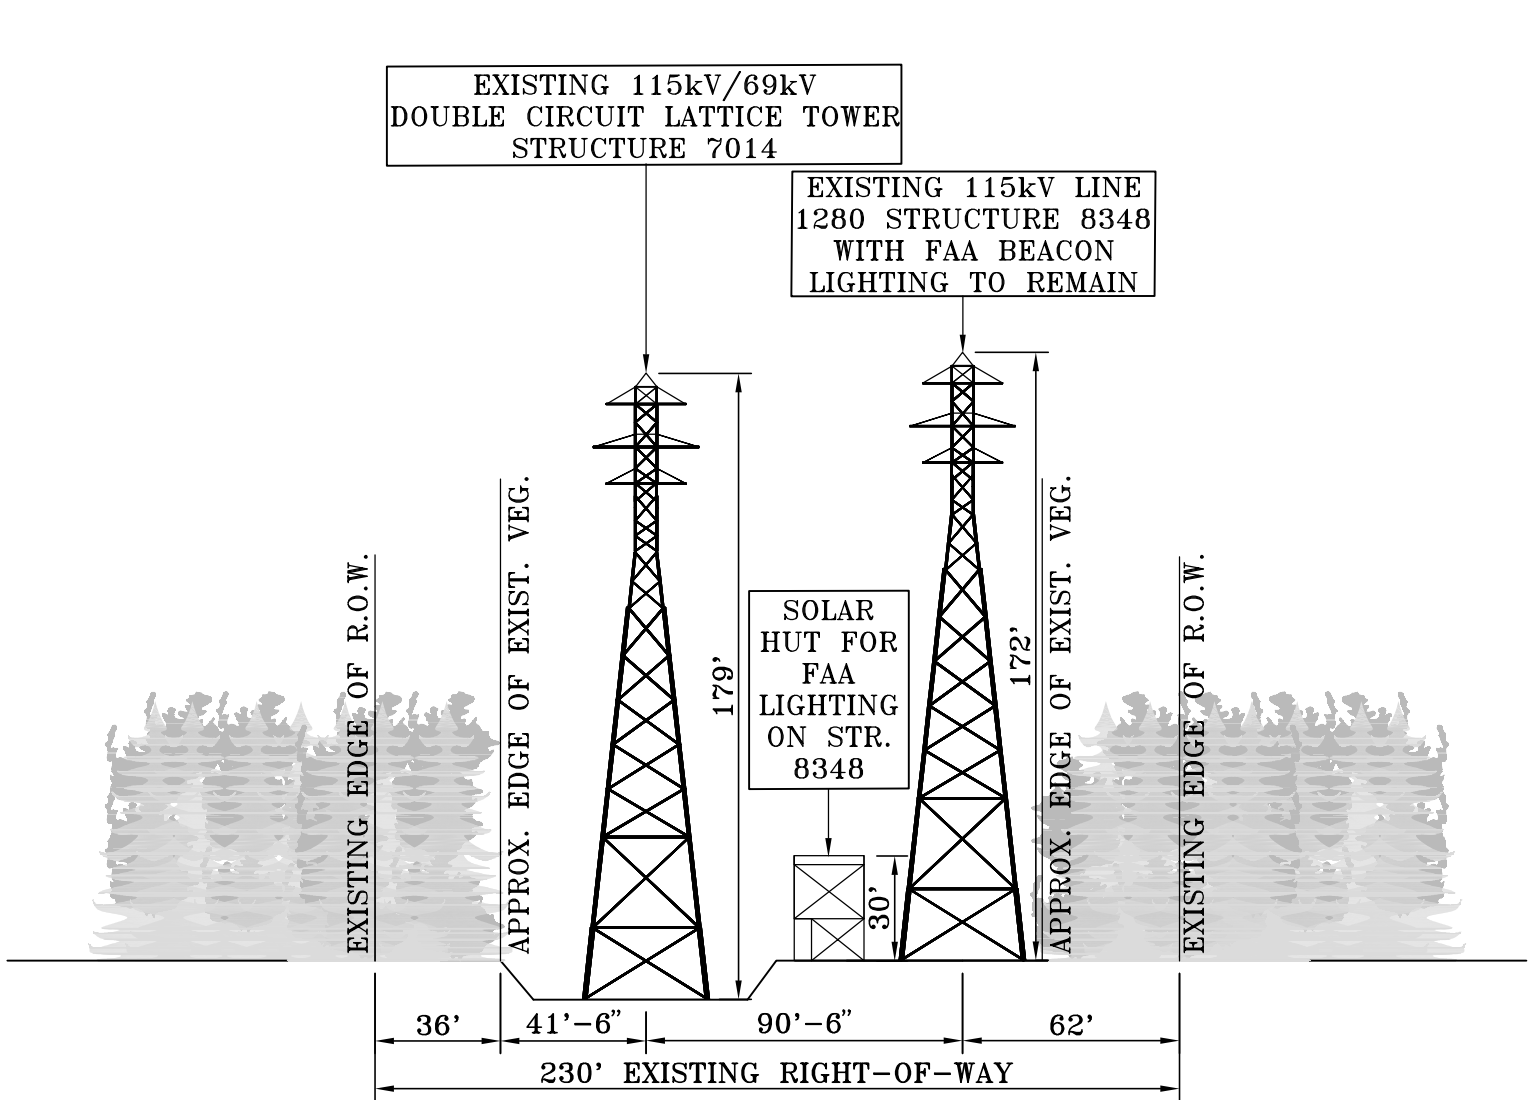 EXISTING 115kV/69kV
DOUBLE CIRCUIT LATTICE TOWER
STRUCTURE 7014
EXISTING 115kV LINE
1280 STRUCTURE 8348
WITH FAA BEACON
LIGHTING TO REMAIN
EXISTING EDGE OF R.O.W.
APPROX. EDGE OF EXIST. VEG.
179'
SOLAR
HUT FOR
FAA
LIGHTING
ON STR.
8348
30'
172'
APPROX. EDGE OF EXIST. VEG.
EXISTING EDGE OF R.O.W.
36'
41'-6"
90'-6"
62'
230' EXISTING RIGHT-OF-WAY